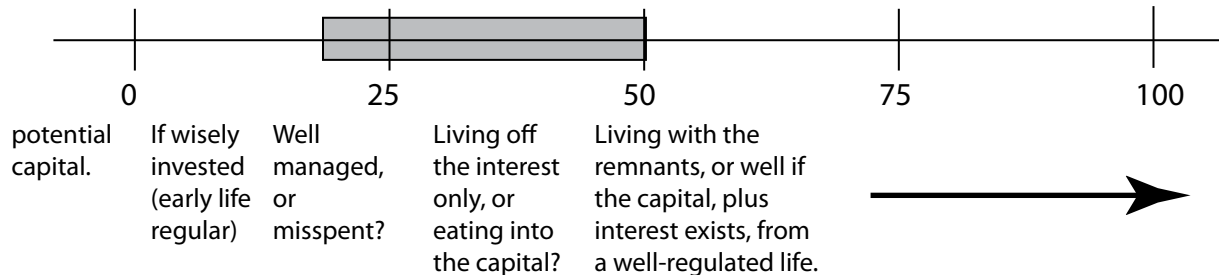 0 25 50 75 100
potential
capital.
If wisely
invested
(early life
regular)
Well
managed,
or
misspent?
Living off
the interest
only, or
eating into
the capital?
Living with the
remnants, or well if
the capital, plus
interest exists, from
a well-regulated life.